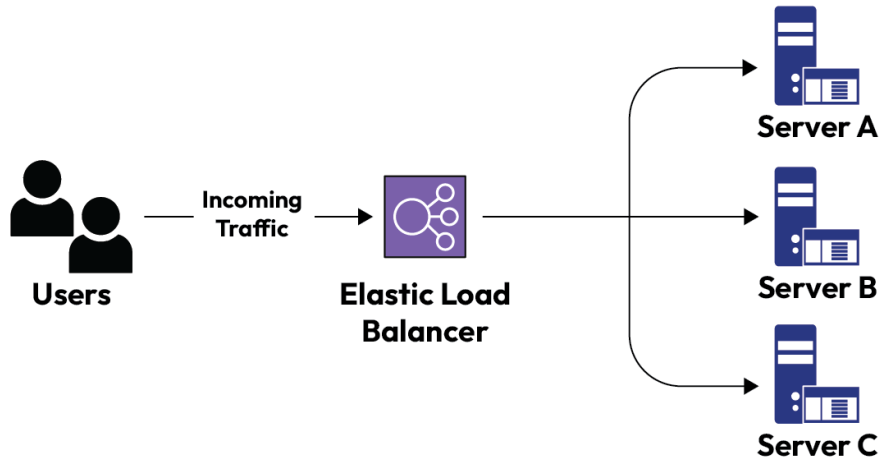 Server A
Incoming
Traffic
Users
Elastic Load
Balancer
Server B
Server C